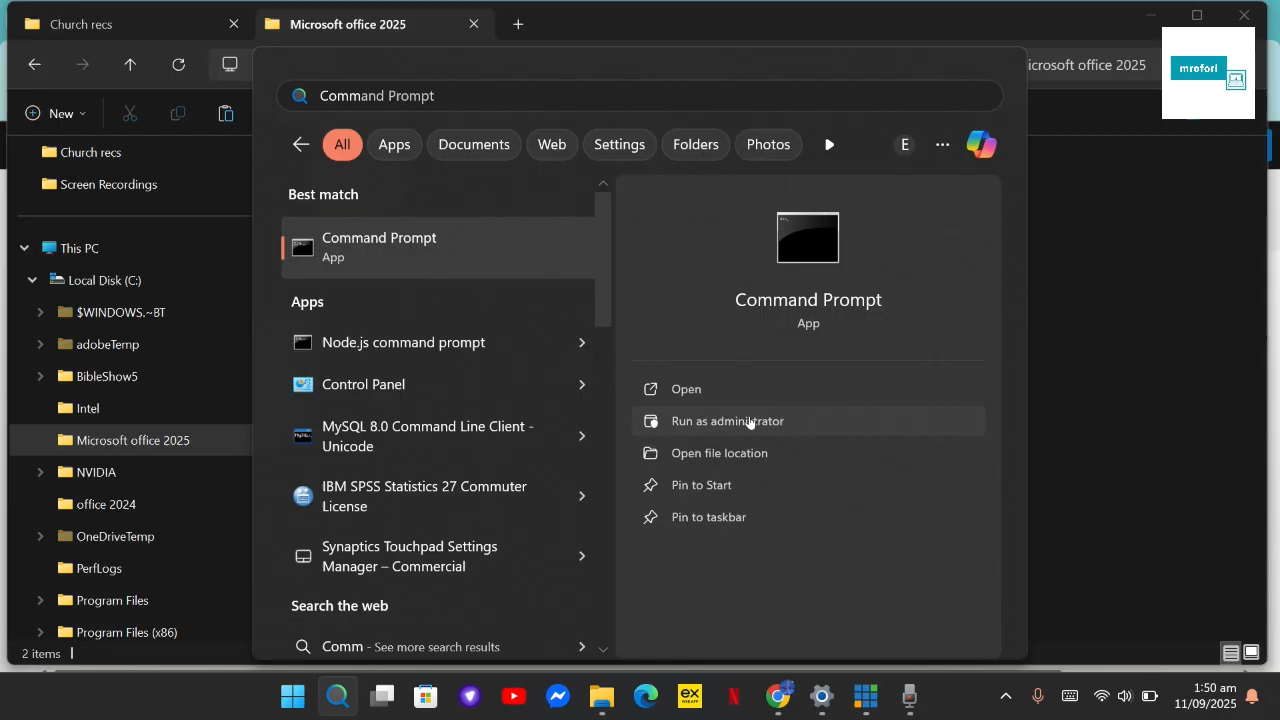 Church recs
Microsoft office 2025
icrosoft office 2025
mrofori
New
Church recs
Screen Recordings
This PC
Local Disk (C:)
$WINDOWS.~BT
adobeTemp
BibleShow5
Intel
Microsoft office 2025
NVIDIA
office 2024
OneDriveTemp
PerfLogs
Program Files
Program Files (x86)
2 items
Command Prompt
All
Apps
Documents
Web
Settings
Folders
Photos
E
Best match
Command Prompt
App
Apps
Node.js command prompt
Control Panel
MySQL 8.0 Command Line Client -
Unicode
IBM SPSS Statistics 27 Commuter
License
Synaptics Touchpad Settings
Manager – Commercial
Search the web
Comm - See more search results
Command Prompt
App
Open
Run as administrator
Open file location
Pin to Start
Pin to taskbar
ex
WEB APP
1:50 am
11/09/2025